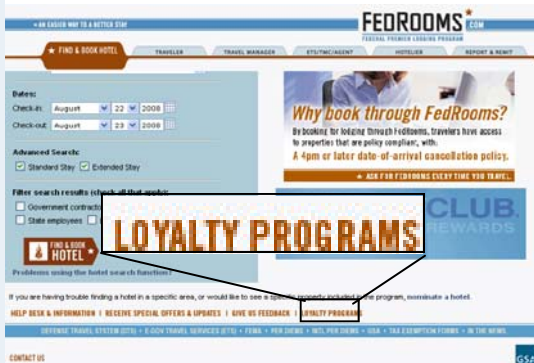 AN EASIER WAY TO A BETTER STAY
FEDROOMS.COM
FEDERAL PREMIER LODGING PROGRAM
FIND & BOOK HOTEL
TRAVELER
TRAVEL MANAGER
ETS/TMC/AGENT
HOTELIER
REPORT & REMIT
Dates:
Check-in: August 22 2008
Check-out: August 23 2008
Advanced Search:
Standard Stay Extended Stay
Filter search results (check all that apply):
Government contracto
State employees
FIND & BOOK HOTEL
Problems using the hotel search function?
Why book through FedRooms?
By booking for lodging through FedRooms, travelers have access
to properties that are policy compliant, with:
A 4pm or later date-of-arrival cancellation policy.
ASK FOR FEDROOMS EVERY TIME YOU TRAVEL.
CLUB.
REWARDS
LOYALTY PROGRAMS
If you are having trouble finding a hotel in a specific area, or would like to see a specific property included in the program, nominate a hotel.
HELP DESK & INFORMATION | RECEIVE SPECIAL OFFERS & UPDATES | GIVE US FEEDBACK | LOYALTY PROGRAMS
DEFENSE TRAVEL SYSTEM (DTS) • E-GOV TRAVEL SERVICES (ETS) • FEMA • PER DIEMS • INTL PER DIEMS • GSA • TAX EXEMPTION FORMS • IN THE NEWS
CONTACT US
GSA